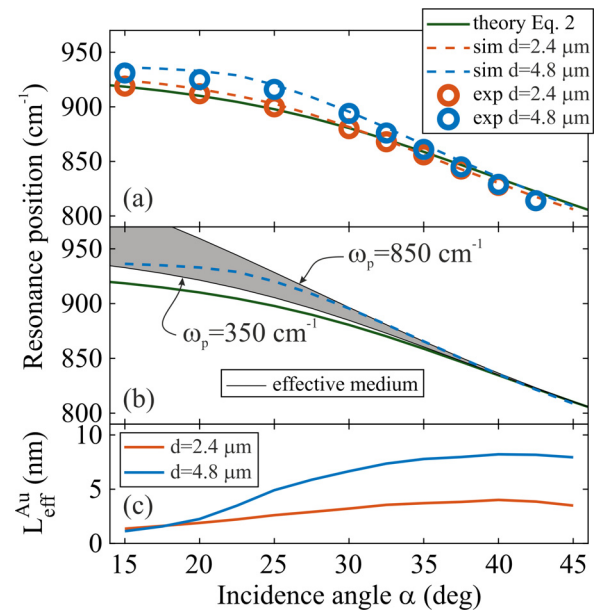 theory Eq. 2
sim d=2.4 μm
sim d=4.8 μm
exp d=2.4 μm
exp d=4.8 μm
950
900
850
800
(a)
Resonance position (cm⁻¹)
950
900
850
800
ωₚ=850 cm⁻¹
ωₚ=350 cm⁻¹
effective medium
(b)
10
5
0
L_eff^Au (nm)
d=2.4 μm
d=4.8 μm
(c)
15 20 25 30 35 40 45
Incidence angle α (deg)